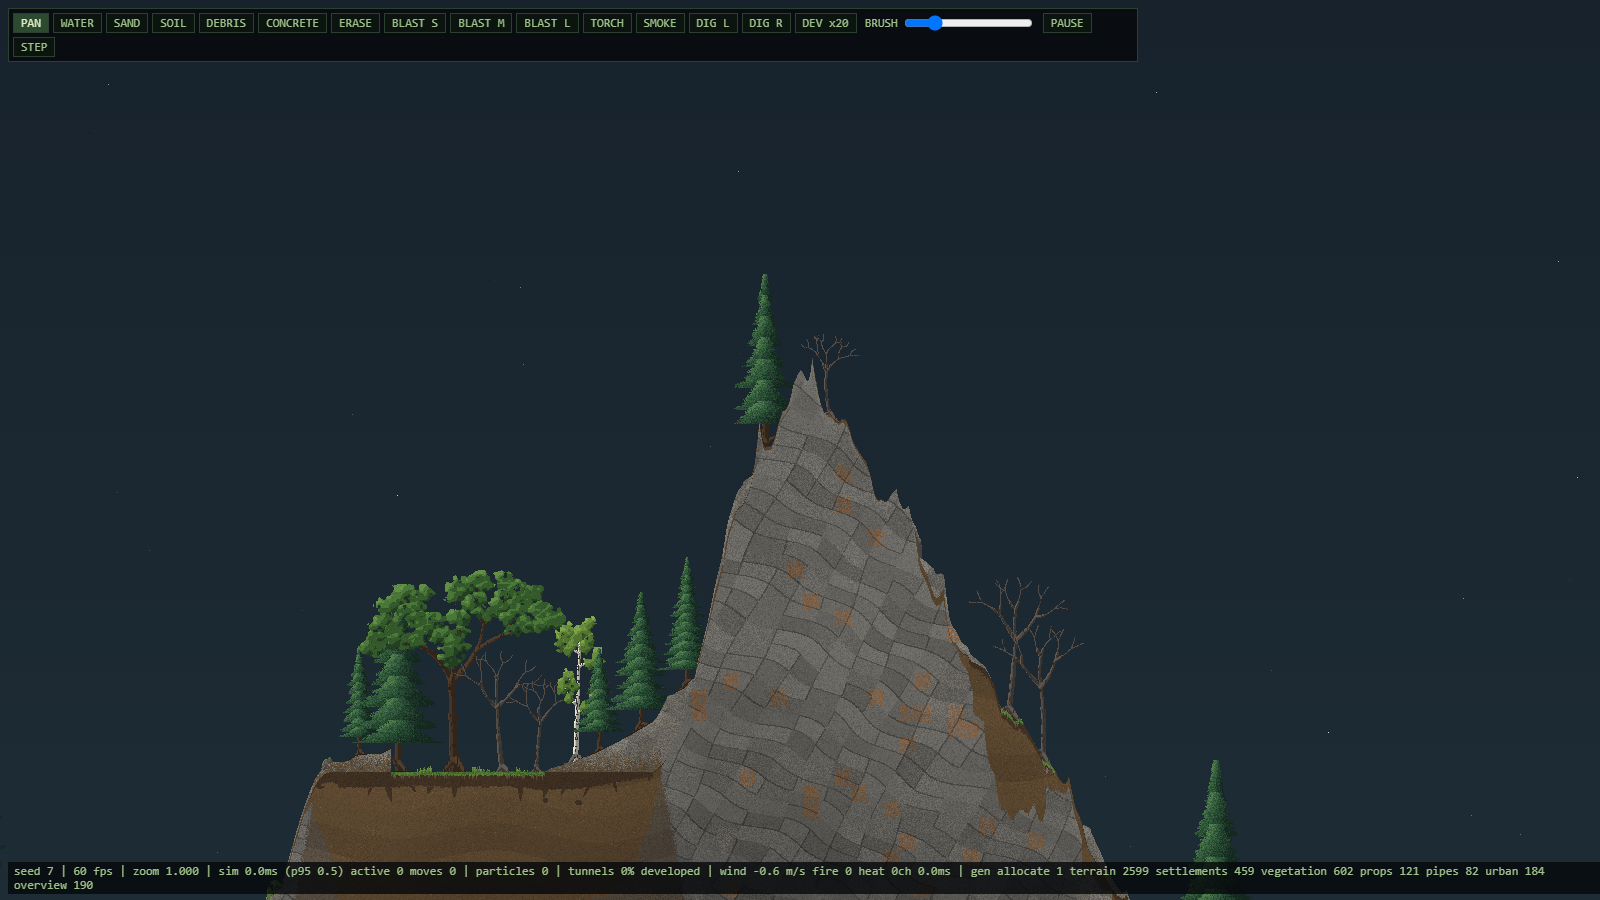 PAN WATER SAND SOIL DEBRIS CONCRETE ERASE BLAST S BLAST M BLAST L TORCH SMOKE DIG L DIG R DEV x20 BRUSH PAUSE
STEP
seed 7 | 60 fps | zoom 1.000 | sim 0.0ms (p95 0.5) active 0 moves 0 | particles 0 | tunnels 0% developed | wind -0.6 m/s fire 0 heat 0ch 0.0ms | gen allocate 1 terrain 2599 settlements 459 vegetation 602 props 121 pipes 82 urban 184
overview 190